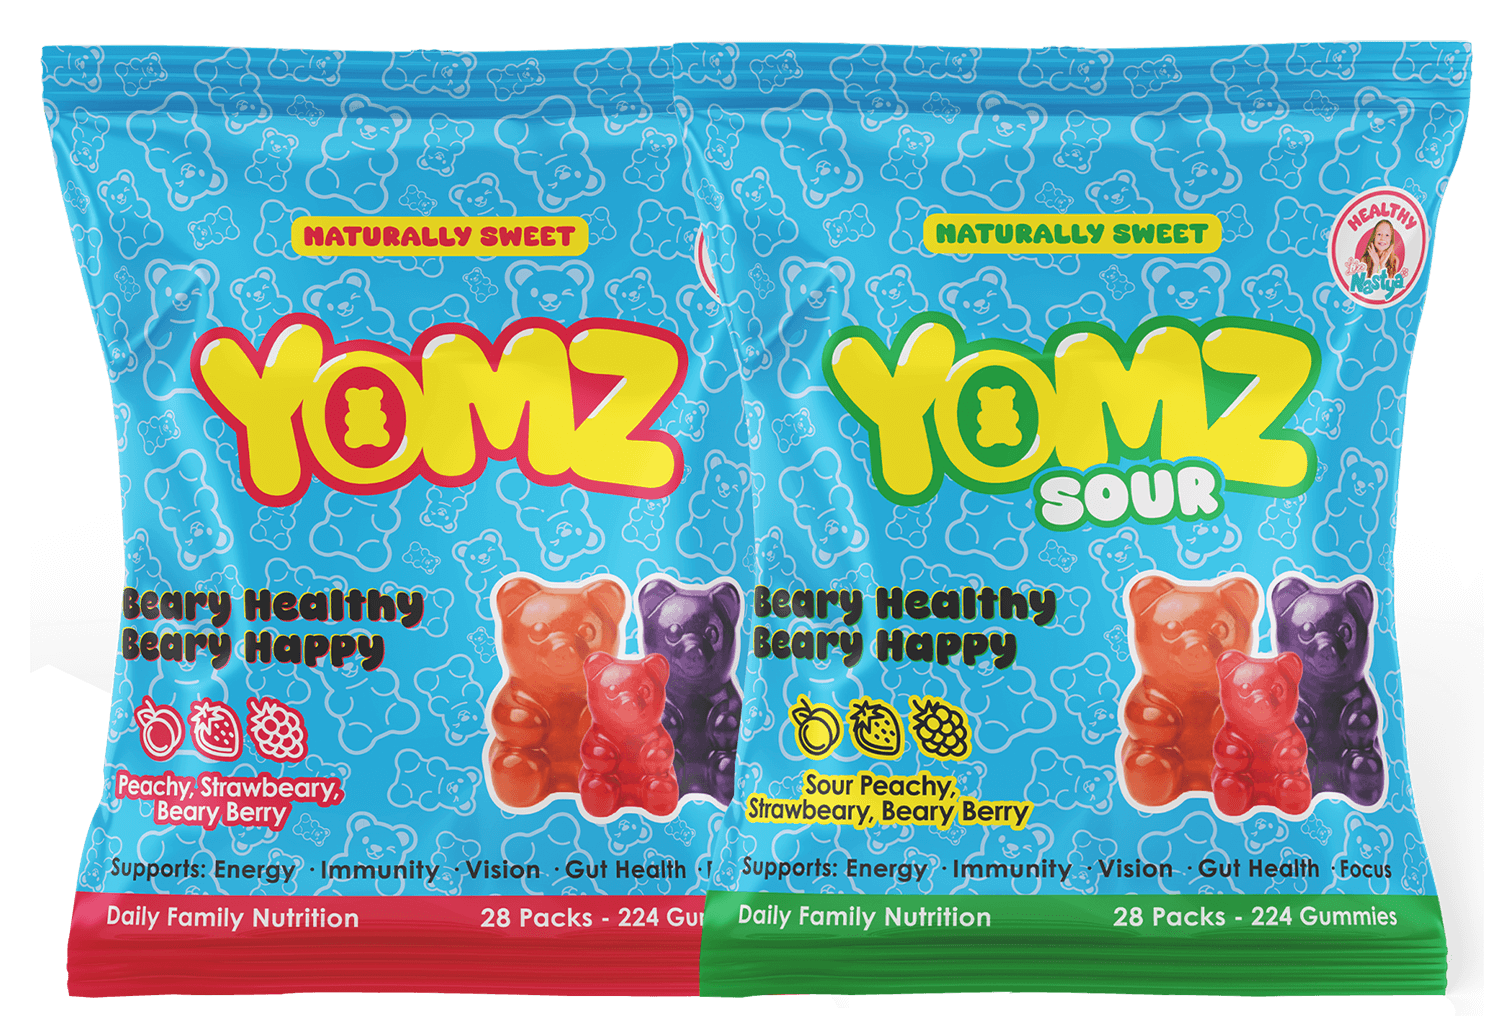 NATURALLY SWEET
YOMZ
Beary Healthy
Beary Happy
Peachy, Strawbeary,
Beary Berry
Supports: Energy · Immunity · Vision · Gut Health ·
Daily Family Nutrition
28 Packs - 224 Gu
HEALTHY
Like
Nastya
NATURALLY SWEET
YOMZ
SOUR
Beary Healthy
Beary Happy
Sour Peachy,
Strawbeary, Beary Berry
Supports: Energy · Immunity · Vision · Gut Health · Focus
Daily Family Nutrition
28 Packs - 224 Gummies